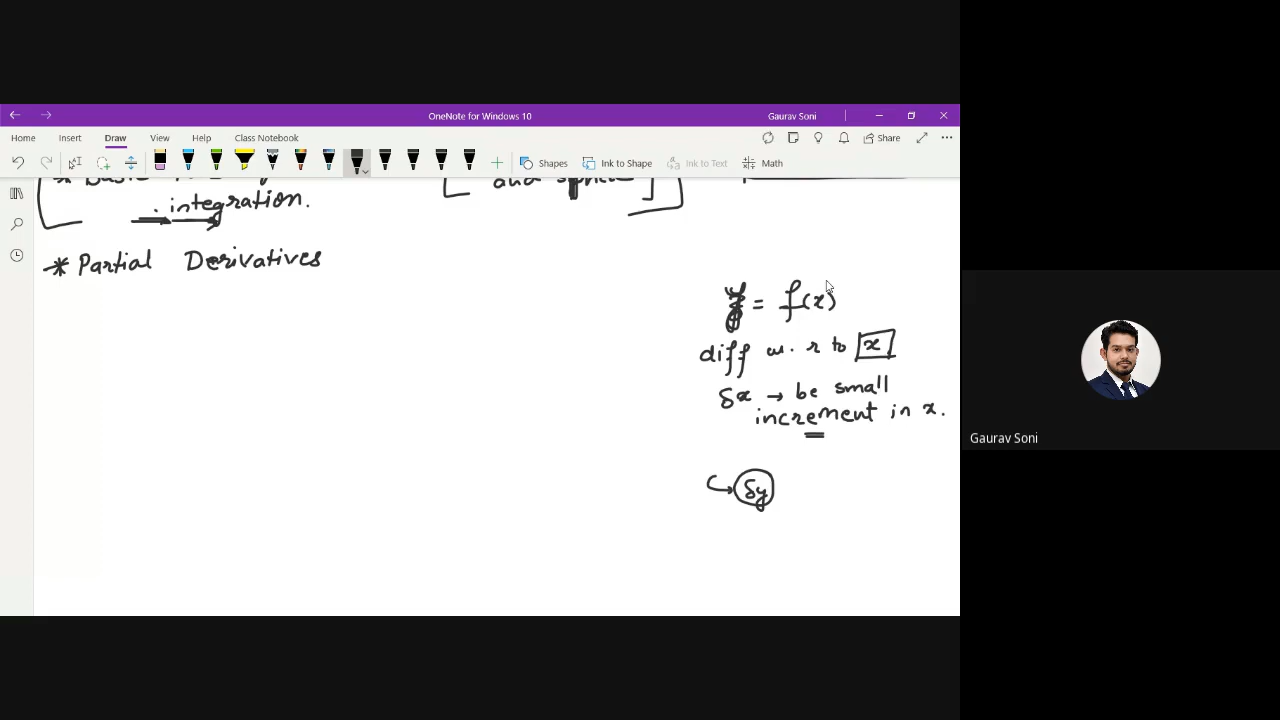 OneNote for Windows 10
Gaurav Soni
Home Insert Draw View Help Class Notebook
Share
Shapes Ink to Shape Ink to Text Math
integration.
and
* Partial Derivatives
y = f(x)
diff w. r to x
δx → be small
increment in x.
δy
Gaurav Soni